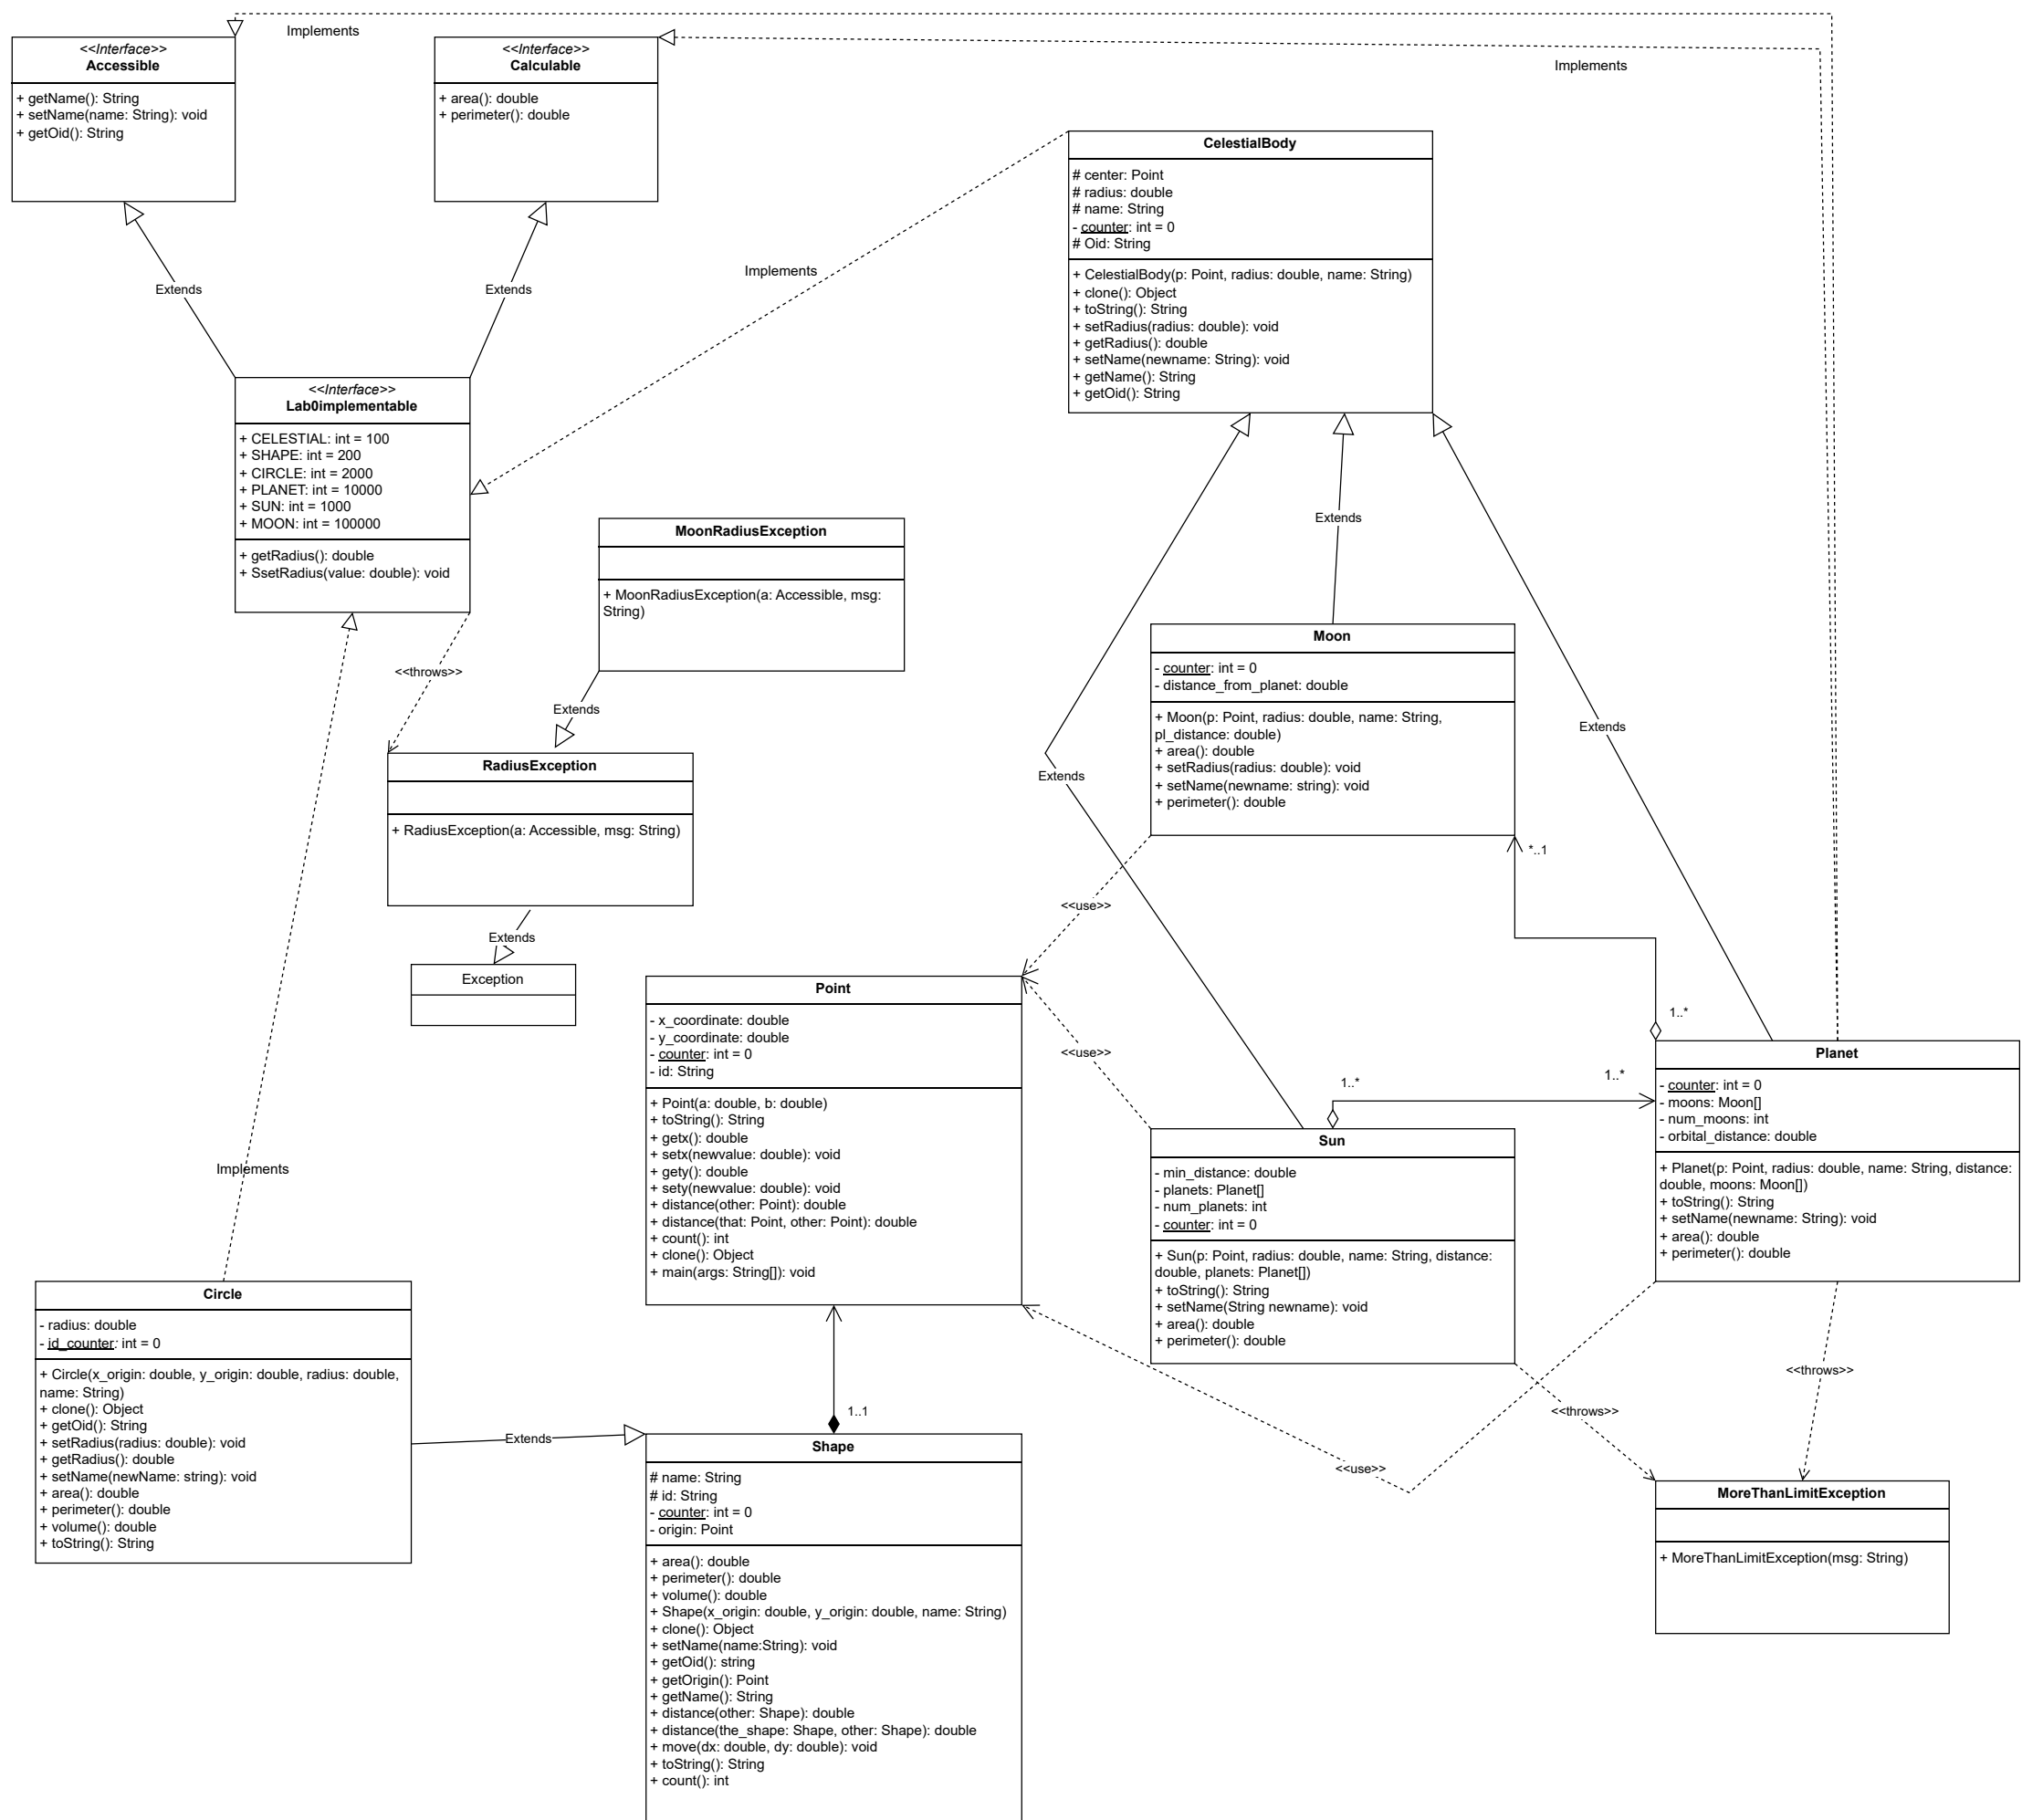 Implements
<<Interface>>
Accessible
+ getName(): String
+ setName(name: String): void
+ getOid(): String
<<Interface>>
Calculable
+ area(): double
+ perimeter(): double
Implements
CelestialBody
# center: Point
# radius: double
# name: String
- counter: int = 0
# Oid: String
+ CelestialBody(p: Point, radius: double, name: String)
+ clone(): Object
+ toString(): String
+ setRadius(radius: double): void
+ getRadius(): double
+ setName(newname: String): void
+ getName(): String
+ getOid(): String
Implements
Extends
Extends
<<Interface>>
Lab0implementable
+ CELESTIAL: int = 100
+ SHAPE: int = 200
+ CIRCLE: int = 2000
+ PLANET: int = 10000
+ SUN: int = 1000
+ MOON: int = 100000
+ getRadius(): double
+ SsetRadius(value: double): void
MoonRadiusException
+ MoonRadiusException(a: Accessible, msg:
String)
Extends
Moon
- counter: int = 0
- distance_from_planet: double
+ Moon(p: Point, radius: double, name: String,
pl_distance: double)
+ area(): double
+ setRadius(radius: double): void
+ setName(newname: string): void
+ perimeter(): double
<<throws>>
Extends
Extends
Extends
RadiusException
+ RadiusException(a: Accessible, msg: String)
*..1
<<use>>
Extends
Exception
Point
- x_coordinate: double
- y_coordinate: double
- counter: int = 0
- id: String
+ Point(a: double, b: double)
+ toString(): String
+ getx(): double
+ setx(newvalue: double): void
+ gety(): double
+ sety(newvalue: double): void
+ distance(other: Point): double
+ distance(that: Point, other: Point): double
+ count(): int
+ clone(): Object
+ main(args: String[]): void
<<use>>
1..*
1..*
1..*
Planet
- counter: int = 0
- moons: Moon[]
- num_moons: int
- orbital_distance: double
+ Planet(p: Point, radius: double, name: String, distance:
double, moons: Moon[])
+ toString(): String
+ setName(newname: String): void
+ area(): double
+ perimeter(): double
Sun
- min_distance: double
- planets: Planet[]
- num_planets: int
- counter: int = 0
+ Sun(p: Point, radius: double, name: String, distance:
double, planets: Planet[])
+ toString(): String
+ setName(String newname): void
+ area(): double
+ perimeter(): double
Implements
Circle
- radius: double
- id_counter: int = 0
+ Circle(x_origin: double, y_origin: double, radius: double,
name: String)
+ clone(): Object
+ getOid(): String
+ setRadius(radius: double): void
+ getRadius(): double
+ setName(newName: string): void
+ area(): double
+ perimeter(): double
+ volume(): double
+ toString(): String
Extends
1..1
Shape
# name: String
# id: String
- counter: int = 0
- origin: Point
+ area(): double
+ perimeter(): double
+ volume(): double
+ Shape(x_origin: double, y_origin: double, name: String)
+ clone(): Object
+ setName(name:String): void
+ getOid(): string
+ getOrigin(): Point
+ getName(): String
+ distance(other: Shape): double
+ distance(the_shape: Shape, other: Shape): double
+ move(dx: double, dy: double): void
+ toString(): String
+ count(): int
<<throws>>
<<throws>>
<<use>>
MoreThanLimitException
+ MoreThanLimitException(msg: String)